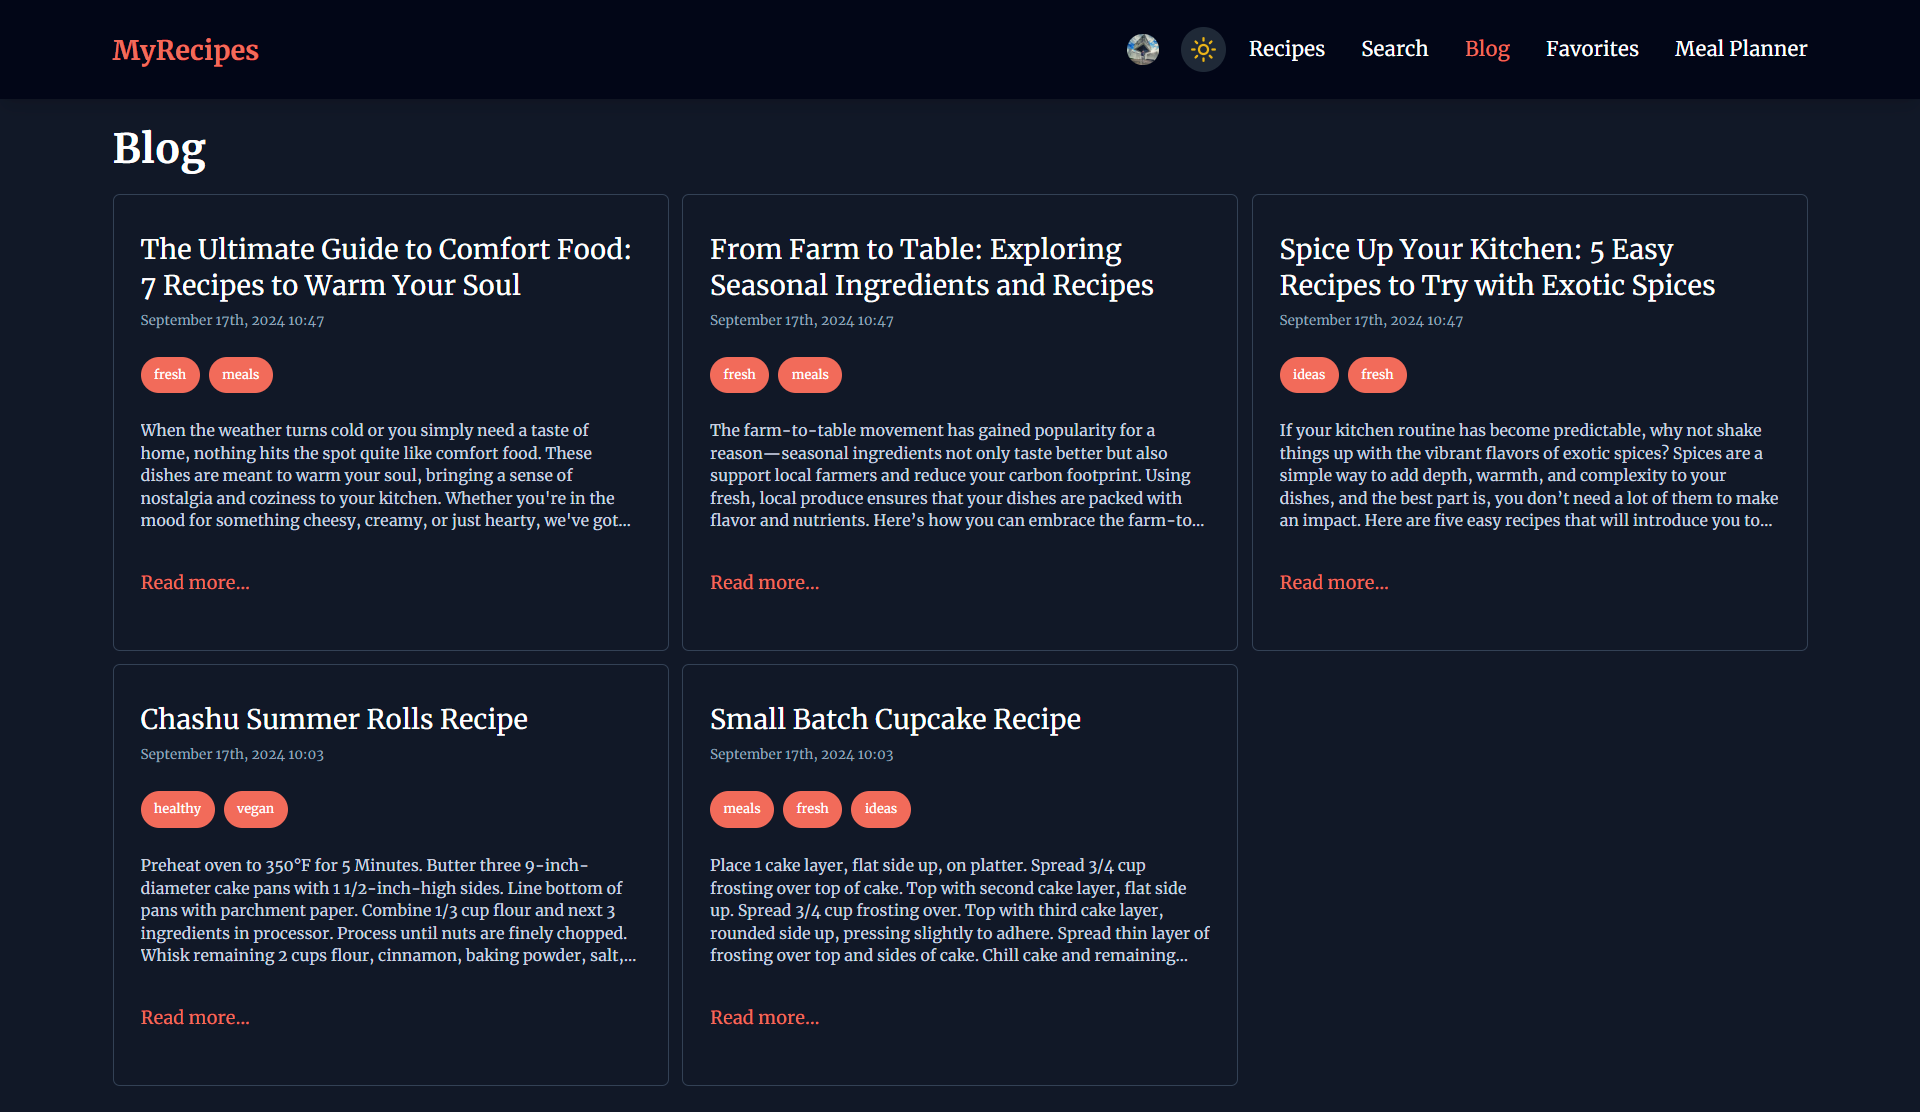 MyRecipes
Recipes
Search
Blog
Favorites
Meal Planner
Blog
The Ultimate Guide to Comfort Food:
7 Recipes to Warm Your Soul
September 17th, 2024 10:47
fresh
meals
When the weather turns cold or you simply need a taste of
home, nothing hits the spot quite like comfort food. These
dishes are meant to warm your soul, bringing a sense of
nostalgia and coziness to your kitchen. Whether you're in the
mood for something cheesy, creamy, or just hearty, we've got...
Read more...
From Farm to Table: Exploring
Seasonal Ingredients and Recipes
September 17th, 2024 10:47
fresh
meals
The farm-to-table movement has gained popularity for a
reason—seasonal ingredients not only taste better but also
support local farmers and reduce your carbon footprint. Using
fresh, local produce ensures that your dishes are packed with
flavor and nutrients. Here’s how you can embrace the farm-to...
Read more...
Spice Up Your Kitchen: 5 Easy
Recipes to Try with Exotic Spices
September 17th, 2024 10:47
ideas
fresh
If your kitchen routine has become predictable, why not shake
things up with the vibrant flavors of exotic spices? Spices are a
simple way to add depth, warmth, and complexity to your
dishes, and the best part is, you don’t need a lot of them to make
an impact. Here are five easy recipes that will introduce you to...
Read more...
Chashu Summer Rolls Recipe
September 17th, 2024 10:03
healthy
vegan
Preheat oven to 350°F for 5 Minutes. Butter three 9-inch-
diameter cake pans with 1 1/2-inch-high sides. Line bottom of
pans with parchment paper. Combine 1/3 cup flour and next 3
ingredients in processor. Process until nuts are finely chopped.
Whisk remaining 2 cups flour, cinnamon, baking powder, salt,...
Read more...
Small Batch Cupcake Recipe
September 17th, 2024 10:03
meals
fresh
ideas
Place 1 cake layer, flat side up, on platter. Spread 3/4 cup
frosting over top of cake. Top with second cake layer, flat side
up. Spread 3/4 cup frosting over. Top with third cake layer,
rounded side up, pressing slightly to adhere. Spread thin layer of
frosting over top and sides of cake. Chill cake and remaining...
Read more...